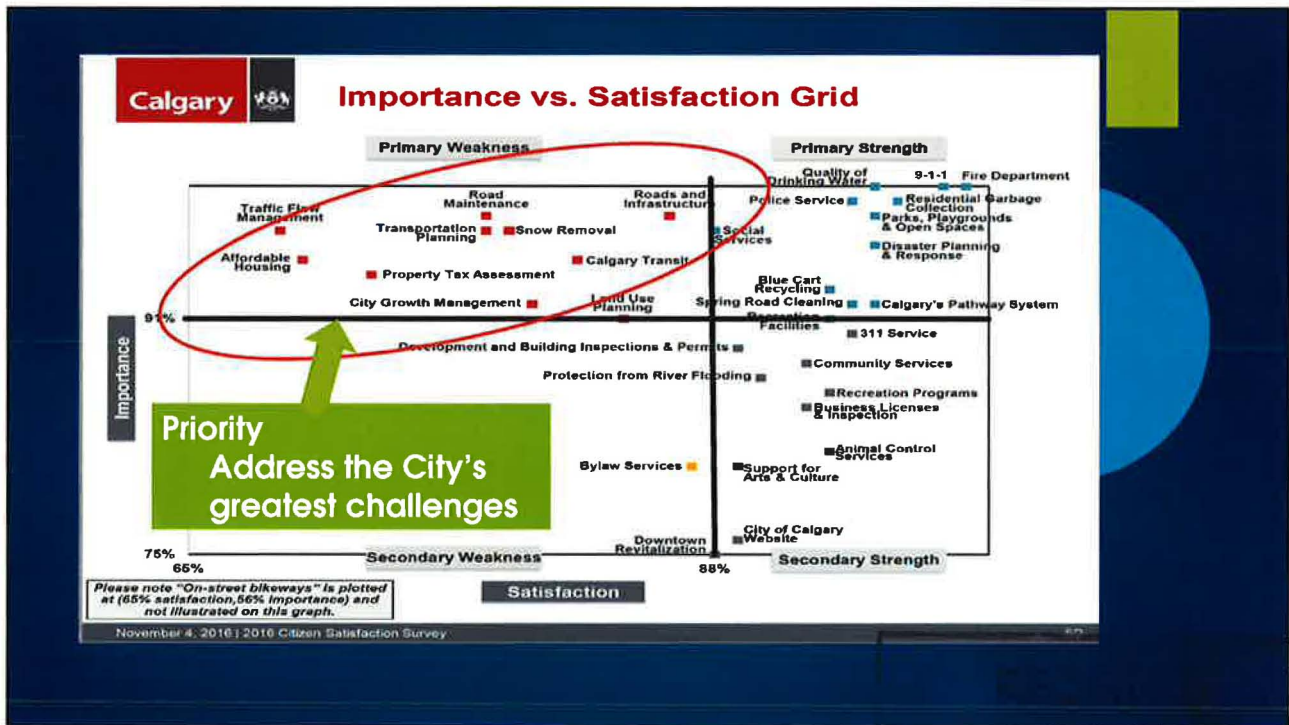 Calgary
Importance vs. Satisfaction Grid
Primary Weakness
Primary Strength
Quality of
Drinking Water
9-1-1
Fire Department
Traffic Flow
Management
Road
Maintenance
Roads and
Infrastructure
Police Service
Residential Garbage
Collection
Transportation
Planning
Snow Removal
Social
Services
Parks, Playgrounds
& Open Spaces
Affordable
Housing
Calgary Transit
Disaster Planning
& Response
Property Tax Assessment
Blue Cart
Recycling
City Growth Management
Land Use
Planning
Spring Road Cleaning
Calgary's Pathway System
91%
Recreation
Facilities
311 Service
Importance
Development and Building Inspections & Permits
Community Services
Protection from River Flooding
Recreation Programs
Business Licenses
& Inspection
Priority
Address the City's
greatest challenges
Animal Control
Services
Bylaw Services
Support for
Arts & Culture
City of Calgary
Website
Downtown
Revitalization
75%
Secondary Weakness
Secondary Strength
65%
88%
Please note "On-street bikeways" is plotted
at (65% satisfaction,56% importance) and
not illustrated on this graph.
Satisfaction
November 4, 2016 | 2016 Citizen Satisfaction Survey